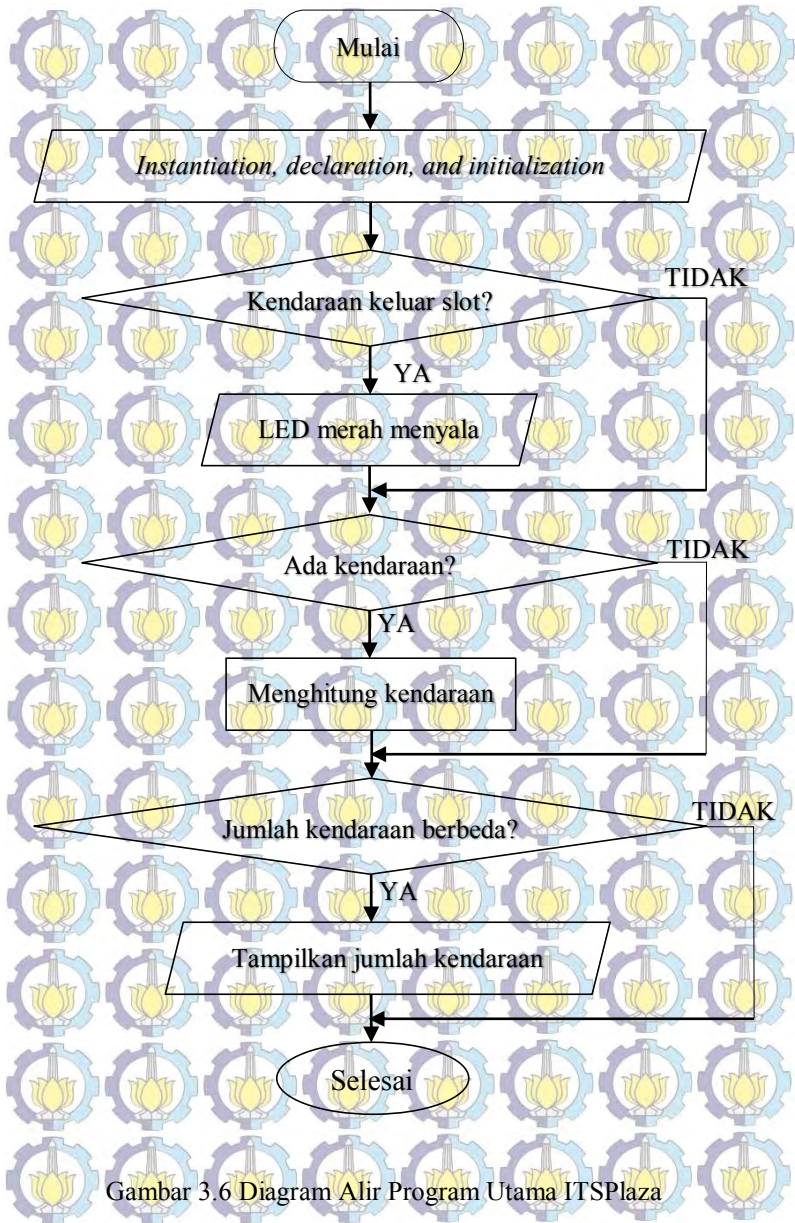 Mulai
Instantiation, declaration, and initialization
Kendaraan keluar slot?
TIDAK
YA
LED merah menyala
Ada kendaraan?
TIDAK
YA
Menghitung kendaraan
Jumlah kendaraan berbeda?
TIDAK
YA
Tampilkan jumlah kendaraan
Selesai
Gambar 3.6 Diagram Alir Program Utama ITSPlaza